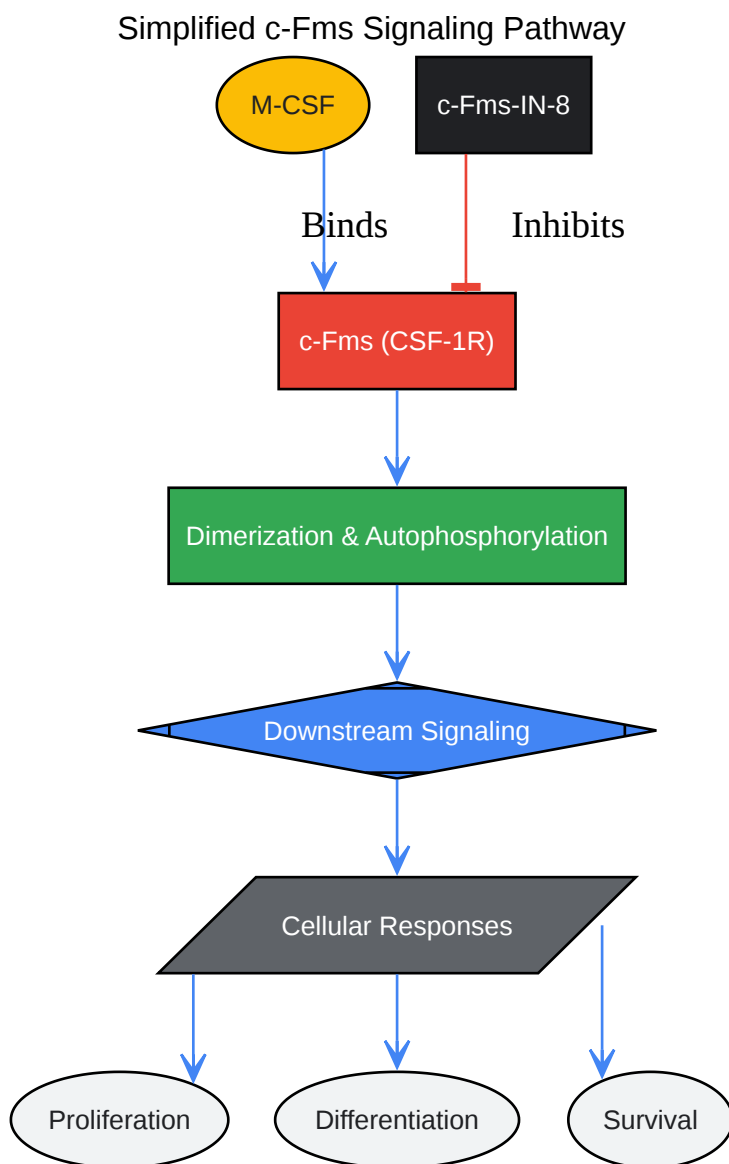 Simplified c-Fms Signaling Pathway
M-CSF
c-Fms-IN-8
Binds
Inhibits
c-Fms (CSF-1R)
Dimerization & Autophosphorylation
Downstream Signaling
Cellular Responses
Proliferation
Differentiation
Survival